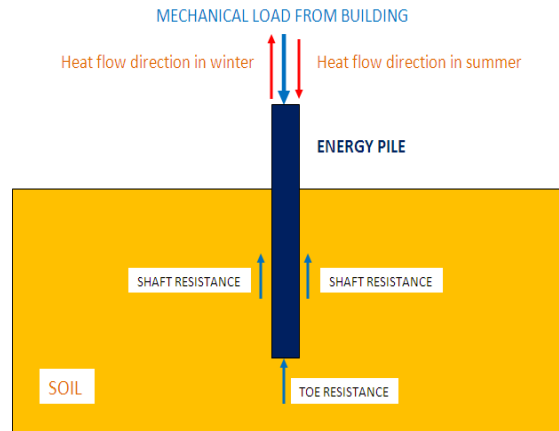 MECHANICAL LOAD FROM BUILDING
Heat flow direction in winter
Heat flow direction in summer
ENERGY PILE
SHAFT RESISTANCE
SHAFT RESISTANCE
SOIL
TOE RESISTANCE